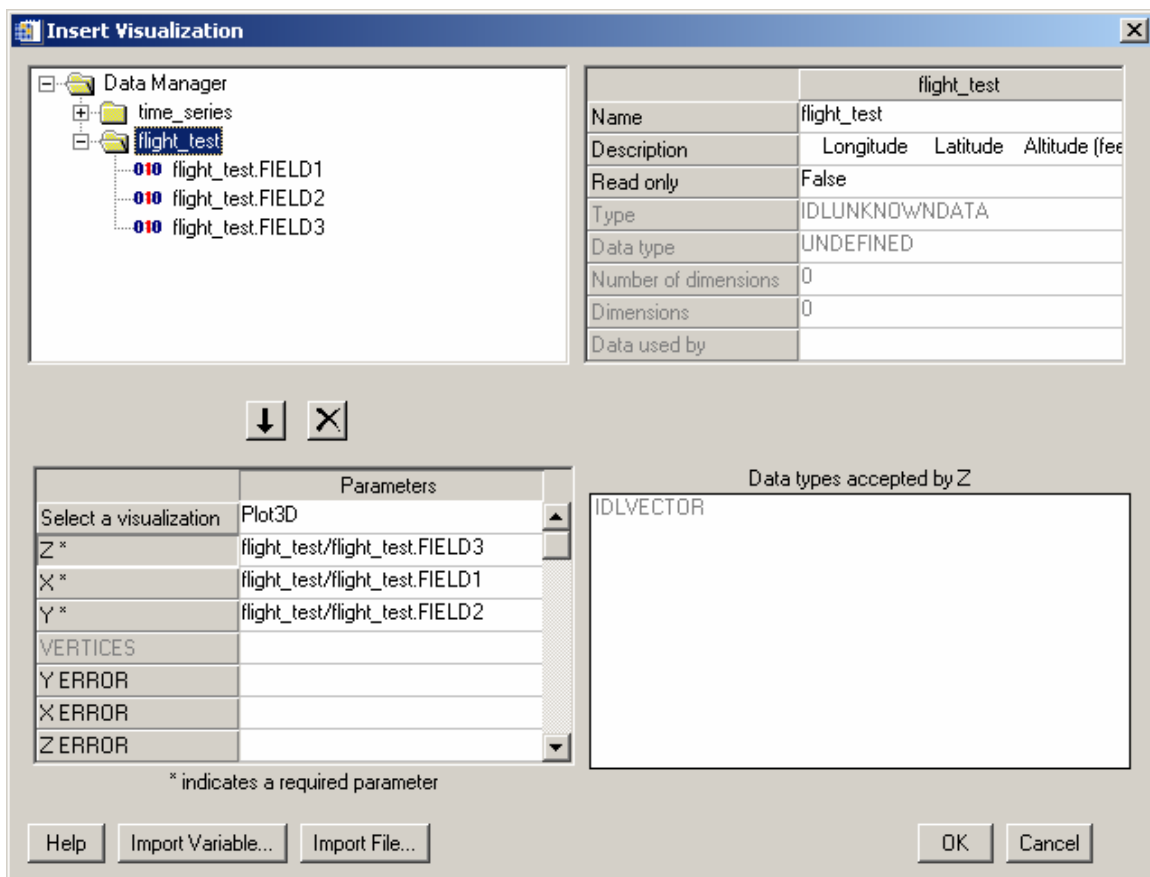 Insert Visualization
Data Manager
time_series
flight_test
010 flight_test.FIELD1
010 flight_test.FIELD2
010 flight_test.FIELD3
flight_test
Name flight_test
Description Longitude Latitude Altitude (fee
Read only False
Type IDLUNKNOWNDATA
Data type UNDEFINED
Number of dimensions 0
Dimensions 0
Data used by
Parameters
Select a visualization Plot3D
Z * flight_test/flight_test.FIELD3
X * flight_test/flight_test.FIELD1
Y * flight_test/flight_test.FIELD2
VERTICES
Y ERROR
X ERROR
Z ERROR
* indicates a required parameter
Data types accepted by Z
IDLVECTOR
Help Import Variable... Import File... OK Cancel